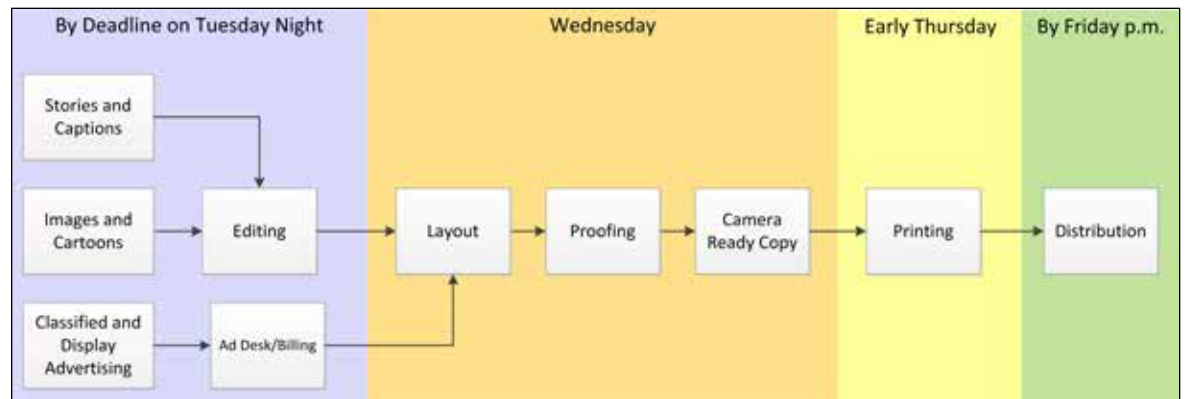 By Deadline on Tuesday Night
Wednesday
Early Thursday
By Friday p.m.
Stories and
Captions
Images and
Cartoons
Editing
Layout
Proofing
Camera
Ready Copy
Printing
Distribution
Classified and
Display
Advertising
Ad Desk/Billing